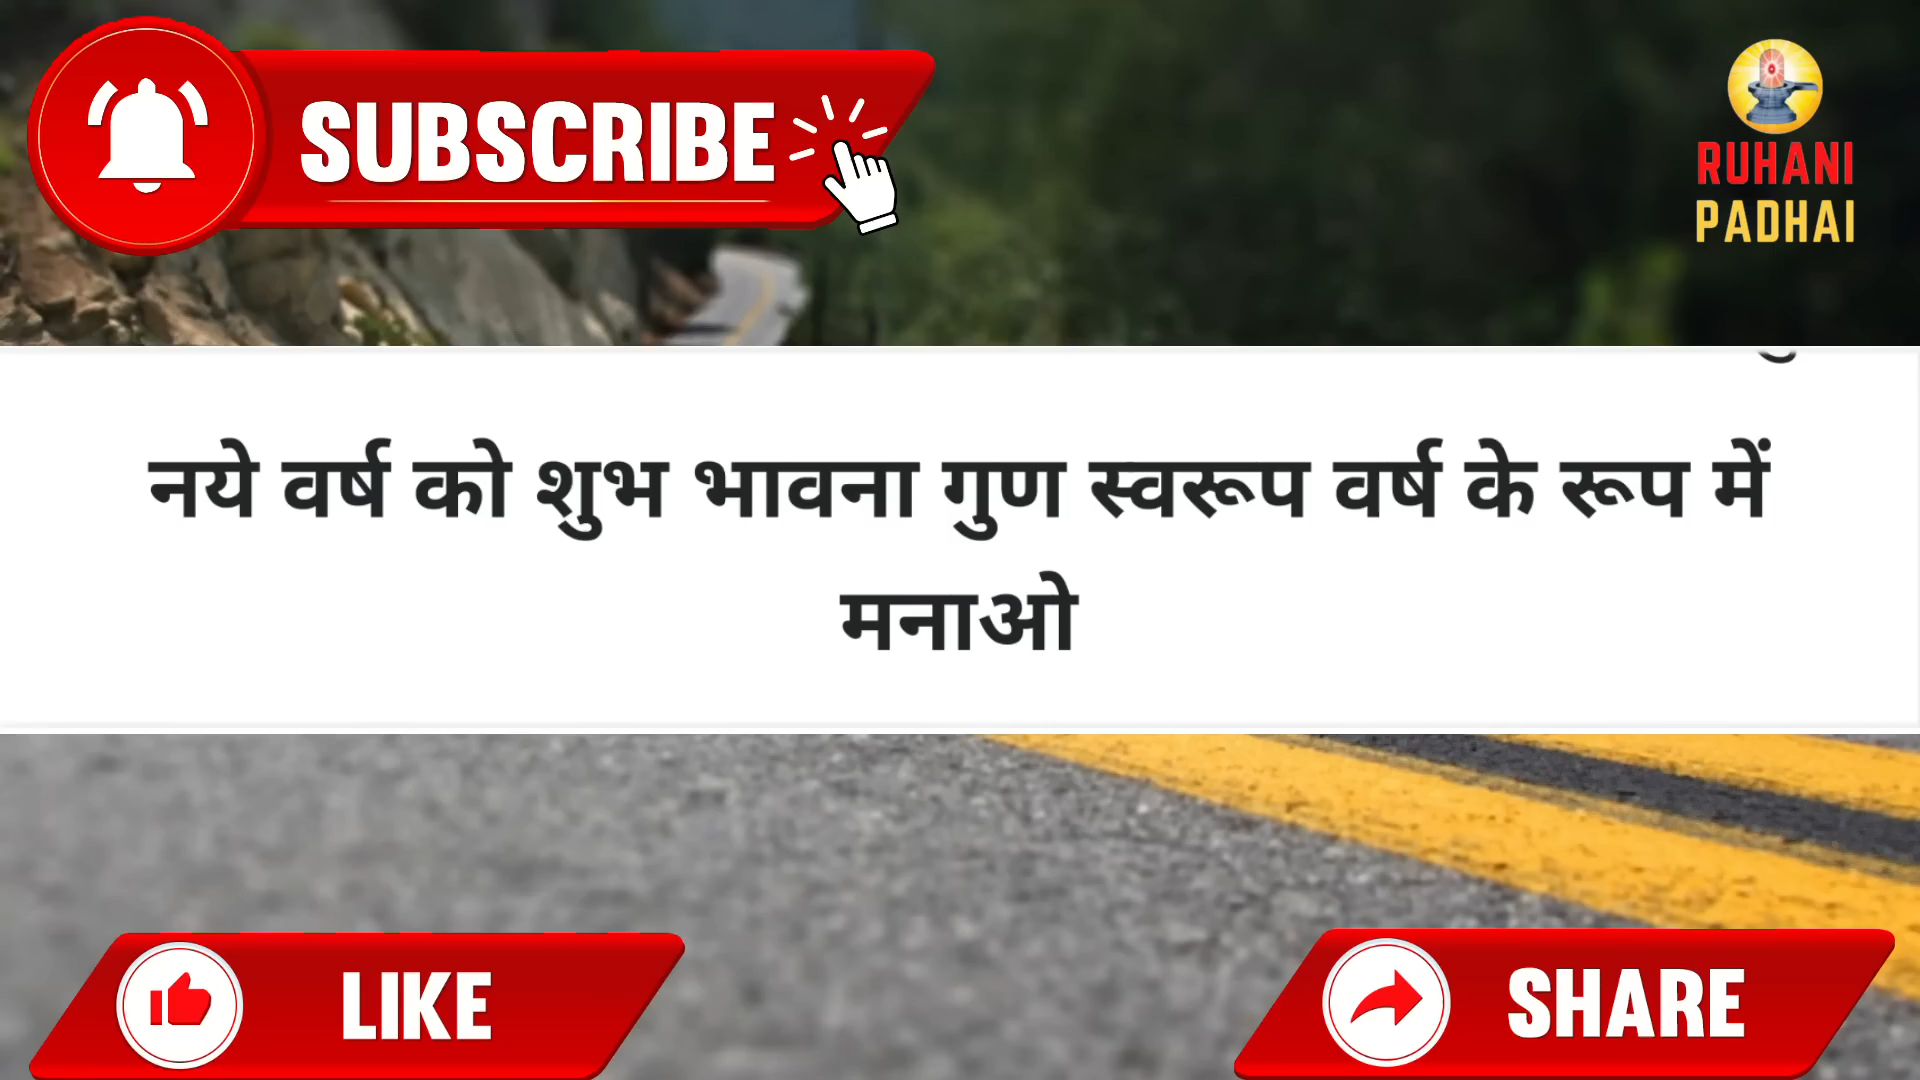 SUBSCRIBE
RUHANI
PADHAI
नये वर्ष को शुभ भावना गुण स्वरूप वर्ष के रूप में
मनाओ
LIKE
SHARE